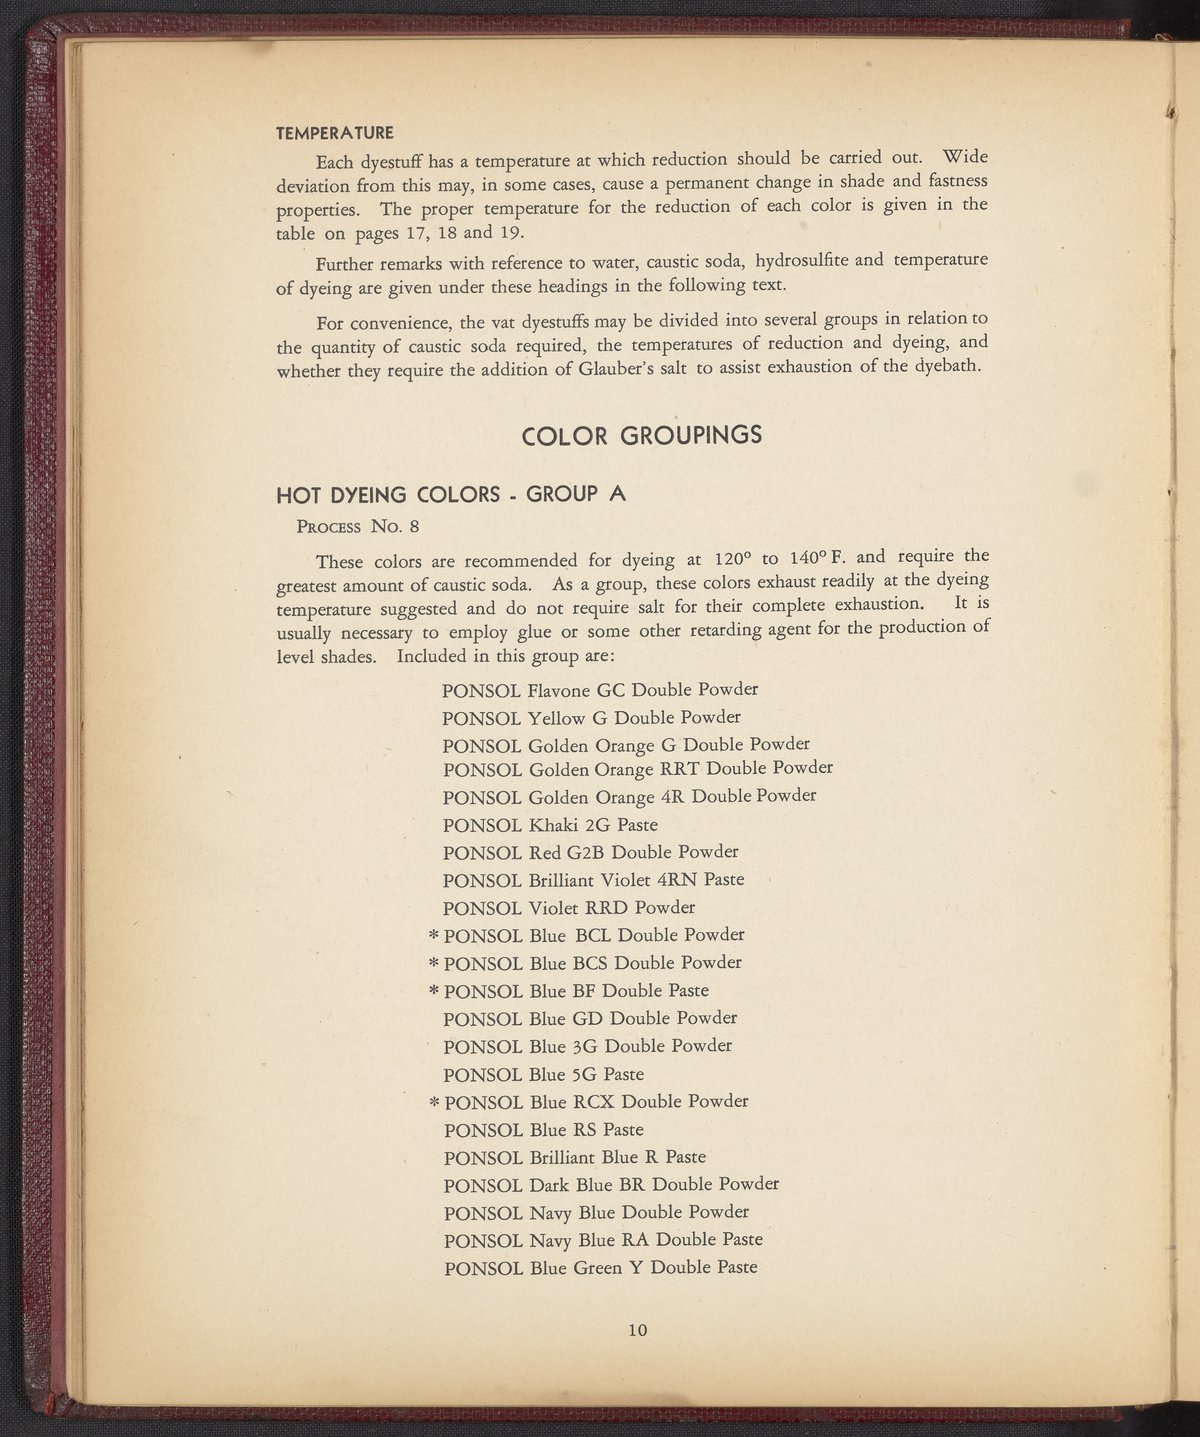 TEMPERATURE
Each dyestuff has a temperature at which reduction should be carried out. Wide
deviation from this may, in some cases, cause a permanent change in shade and fastness
properties. The proper temperature for the reduction of each color is given in the
table on pages 17, 18 and 19.
Further remarks with reference to water, caustic soda, hydrosulfite and temperature
of dyeing are given under these headings in the following text.
For convenience, the vat dyestuffs may be divided into several groups in relation to
the quantity of caustic soda required, the temperatures of reduction and dyeing, and
whether they require the addition of Glauber's salt to assist exhaustion of the dyebath.
COLOR GROUPINGS
HOT DYEING COLORS - GROUP A
PROCESS NO. 8
These colors are recommended for dyeing at 120° to 140° F. and require the
greatest amount of caustic soda. As a group, these colors exhaust readily at the dyeing
temperature suggested and do not require salt for their complete exhaustion. It is
usually necessary to employ glue or some other retarding agent for the production of
level shades. Included in this group are:
PONSOL Flavone GC Double Powder
PONSOL Yellow G Double Powder
PONSOL Golden Orange G Double Powder
PONSOL Golden Orange RRT Double Powder
PONSOL Golden Orange 4R Double Powder
PONSOL Khaki 2G Paste
PONSOL Red G2B Double Powder
PONSOL Brilliant Violet 4RN Paste
PONSOL Violet RRD Powder
* PONSOL Blue BCL Double Powder
* PONSOL Blue BCS Double Powder
* PONSOL Blue BF Double Paste
PONSOL Blue GD Double Powder
PONSOL Blue 3G Double Powder
PONSOL Blue 5G Paste
* PONSOL Blue RCX Double Powder
PONSOL Blue RS Paste
PONSOL Brilliant Blue R Paste
PONSOL Dark Blue BR Double Powder
PONSOL Navy Blue Double Powder
PONSOL Navy Blue RA Double Paste
PONSOL Blue Green Y Double Paste
10